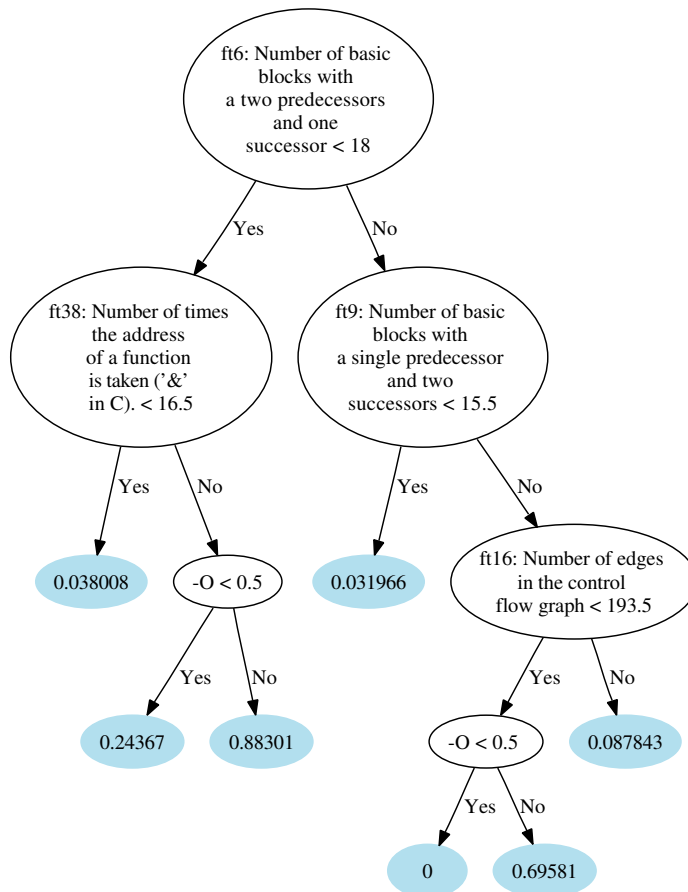 ft6: Number of basic
blocks with
a two predecessors
and one
successor < 18
Yes
No
ft38: Number of times
the address
of a function
is taken ('&'
in C). < 16.5
ft9: Number of basic
blocks with
a single predecessor
and two
successors < 15.5
Yes
No
Yes
No
0.038008
-O < 0.5
0.031966
ft16: Number of edges
in the control
flow graph < 193.5
Yes
No
Yes
No
0.24367
0.88301
-O < 0.5
0.087843
Yes
No
0
0.69581